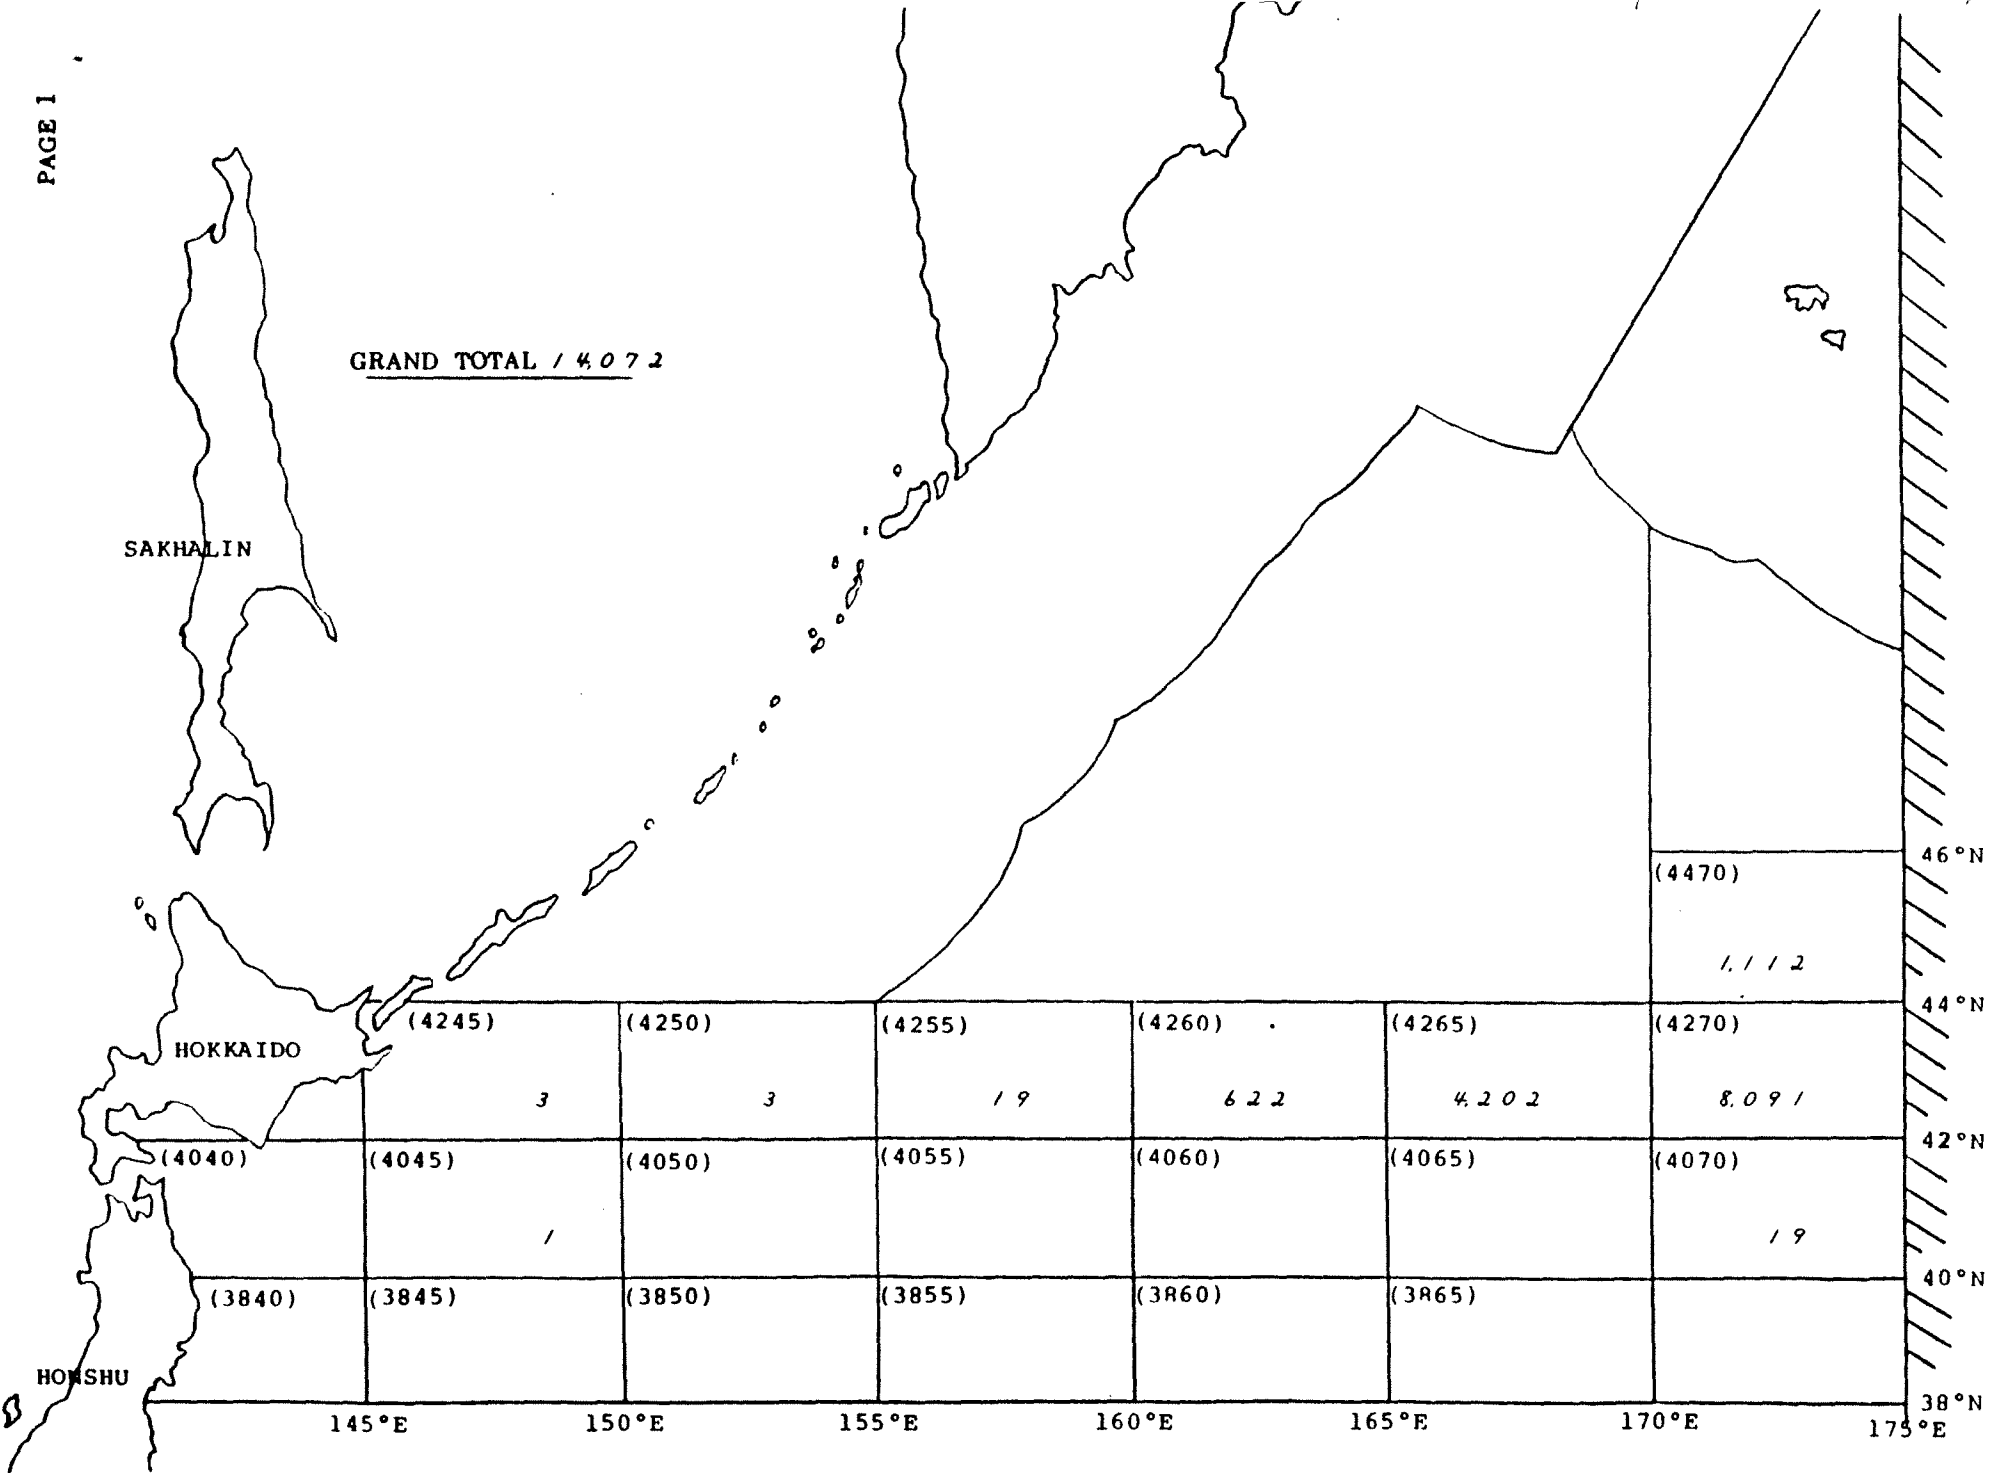 PAGE 1
GRAND TOTAL 14,072
SAKHALIN
46°N
(4470)
1,112
44°N
(4245) (4250) (4255) (4260) (4265) (4270)
HOKKAIDO
3 3 19 622 4,202 8,091
42°N
(4040) (4045) (4050) (4055) (4060) (4065) (4070)
1 19
40°N
(3840) (3845) (3850) (3855) (3860) (3865)
HONSHU
38°N
145°E 150°E 155°E 160°E 165°E 170°E 175°E